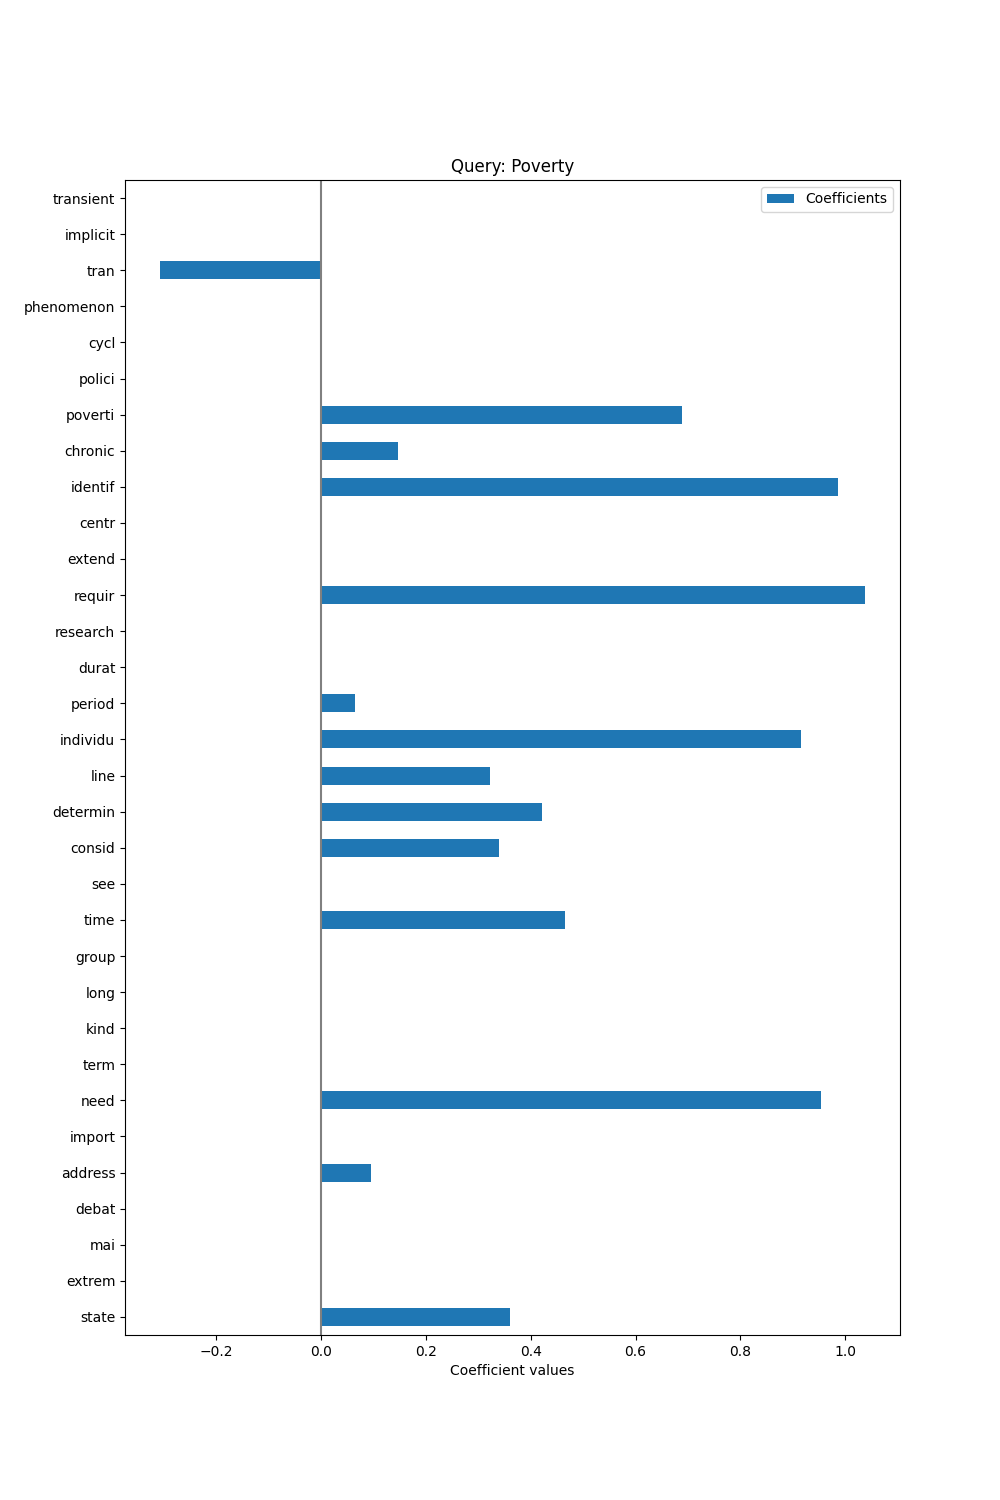 Query: Poverty
Coefficients
transient
implicit
tran
phenomenon
cycl
polici
poverti
chronic
identif
centr
extend
requir
research
durat
period
individu
line
determin
consid
see
time
group
long
kind
term
need
import
address
debat
mai
extrem
state
−0.2 0.0 0.2 0.4 0.6 0.8 1.0
Coefficient values